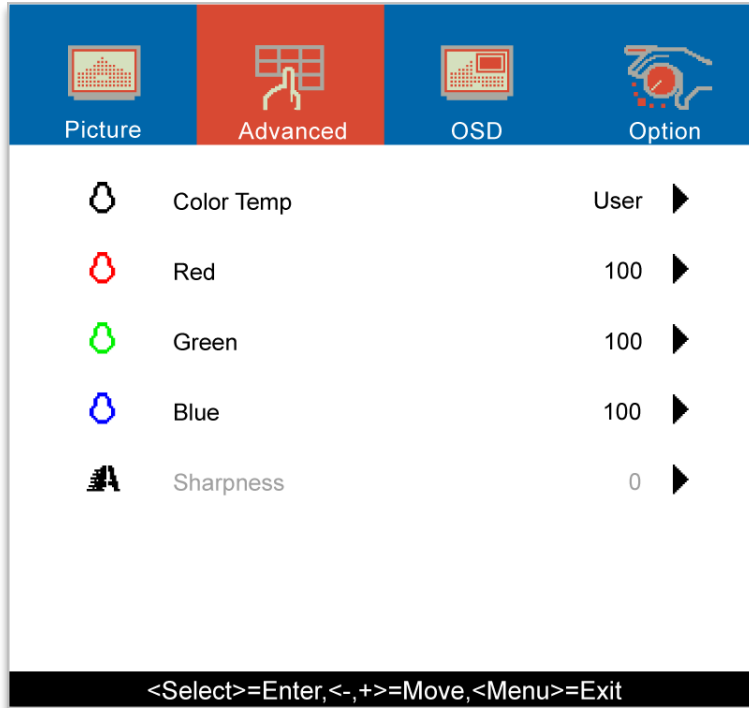 Picture Advanced OSD Option
Color Temp User
Red 100
Green 100
Blue 100
Sharpness 0
<Select>=Enter,<-,+>=Move,<Menu>=Exit